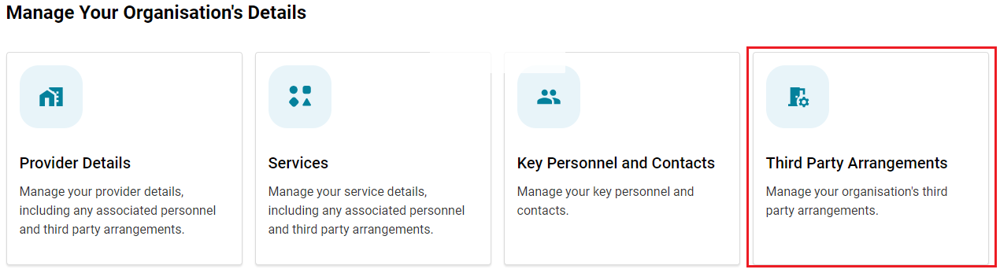 Manage Your Organisation's Details
Provider Details
Manage your provider details,
including any associated personnel
and third party arrangements.
Services
Manage your service details,
including any associated personnel
and third party arrangements.
Key Personnel and Contacts
Manage your key personnel and
contacts.
Third Party Arrangements
Manage your organisation's third
party arrangements.